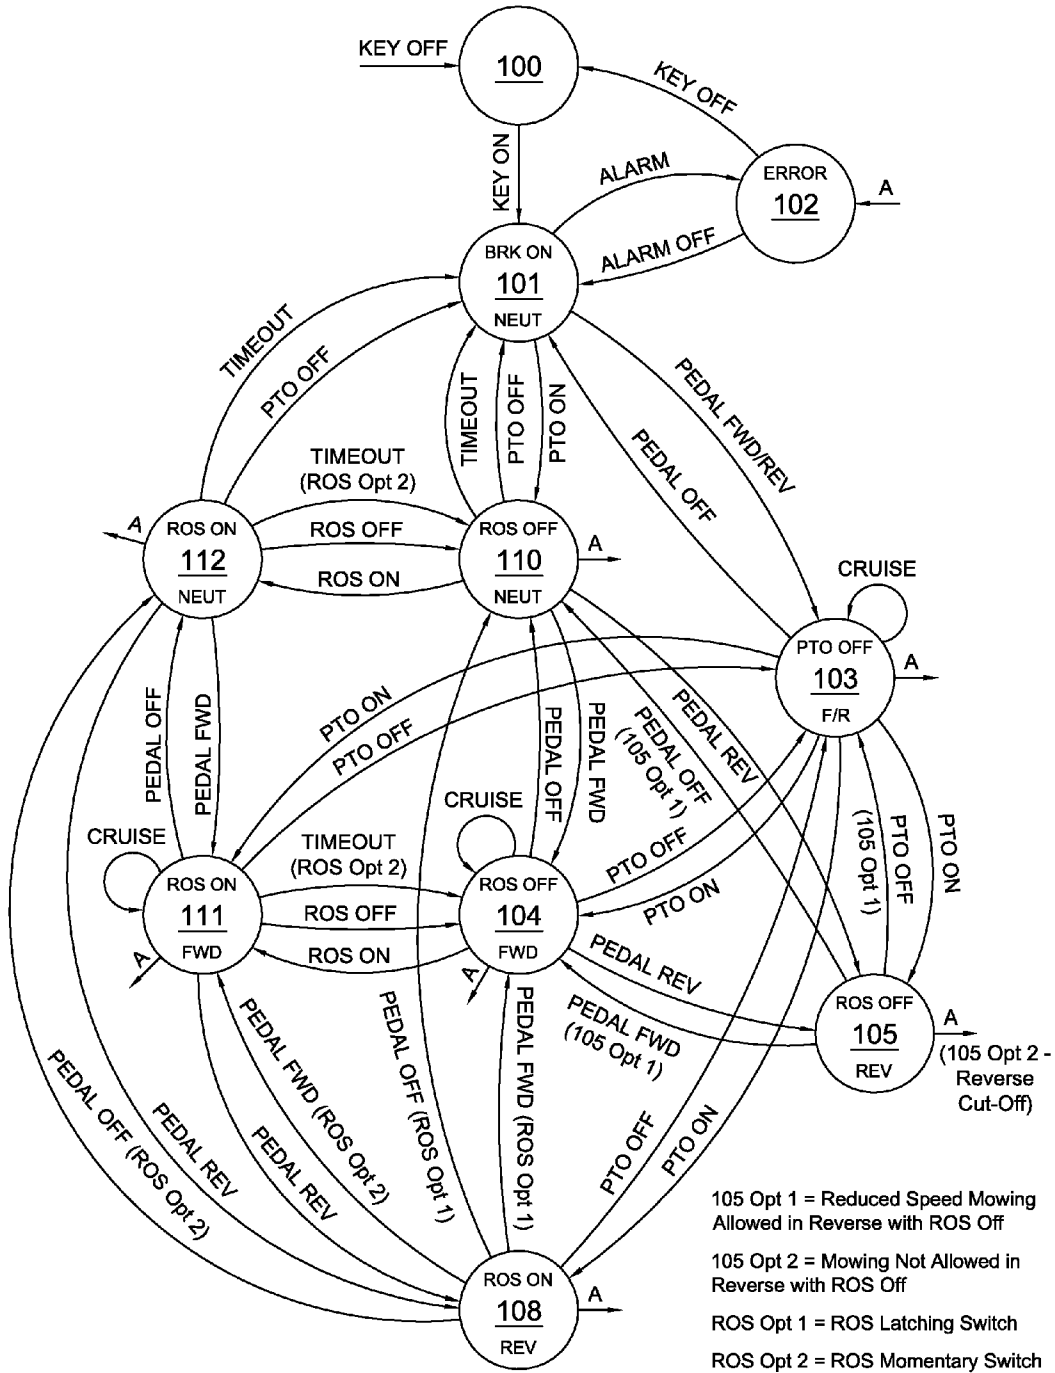 KEY OFF
100
KEY OFF
KEY ON
ALARM
ERROR
102
A
ALARM OFF
BRK ON
101
NEUT
TIMEOUT
PTO OFF
TIMEOUT
PTO OFF
PTO ON
PEDAL FWD/REV
PEDAL OFF
TIMEOUT
(ROS Opt 2)
ROS OFF
ROS ON
A
ROS ON
112
NEUT
ROS OFF
110
NEUT
A
CRUISE
PTO OFF
103
F/R
A
PEDAL OFF
PEDAL FWD
PTO ON
PTO OFF
PEDAL OFF
PEDAL FWD
PEDAL OFF
(105 Opt 1)
PEDAL REV
PTO OFF
(105 Opt 1)
PTO ON
CRUISE
CRUISE
TIMEOUT
(ROS Opt 2)
ROS OFF
ROS ON
ROS ON
111
FWD
A
ROS OFF
104
FWD
A
PTO OFF
PTO ON
PEDAL REV
PEDAL FWD
(105 Opt 1)
ROS OFF
105
REV
A
(105 Opt 2 -
Reverse
Cut-Off)
PEDAL OFF (ROS Opt 2)
PEDAL REV
PEDAL REV
PEDAL FWD (ROS Opt 2)
PEDAL OFF (ROS Opt 1)
PEDAL FWD (ROS Opt 1)
PTO OFF
PTO ON
ROS ON
108
REV
A
105 Opt 1 = Reduced Speed Mowing
Allowed in Reverse with ROS Off
105 Opt 2 = Mowing Not Allowed in
Reverse with ROS Off
ROS Opt 1 = ROS Latching Switch
ROS Opt 2 = ROS Momentary Switch